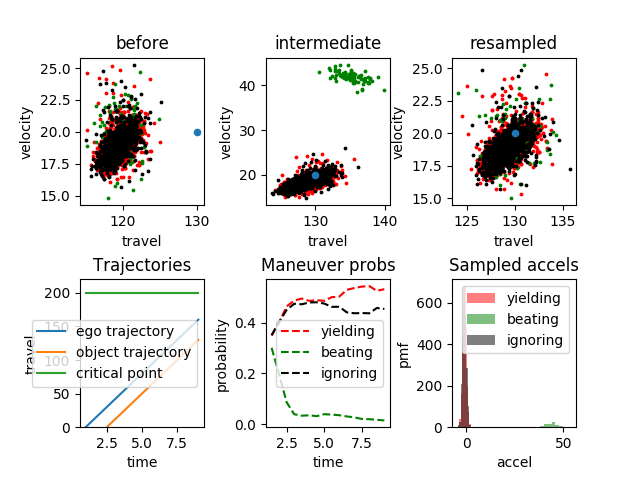 before
intermediate
resampled
25.0
22.5
20.0
17.5
15.0
velocity
120
130
travel
40
30
20
velocity
130
140
travel
25.0
22.5
20.0
17.5
15.0
velocity
125
130
135
travel
Trajectories
Maneuver probs
Sampled accels
200
150
100
50
0
travel
ego trajectory
object trajectory
critical point
2.5
5.0
7.5
time
0.4
0.2
0.0
probability
yielding
beating
ignoring
2.5
5.0
7.5
time
600
400
200
0
pmf
yielding
beating
ignoring
0
50
accel